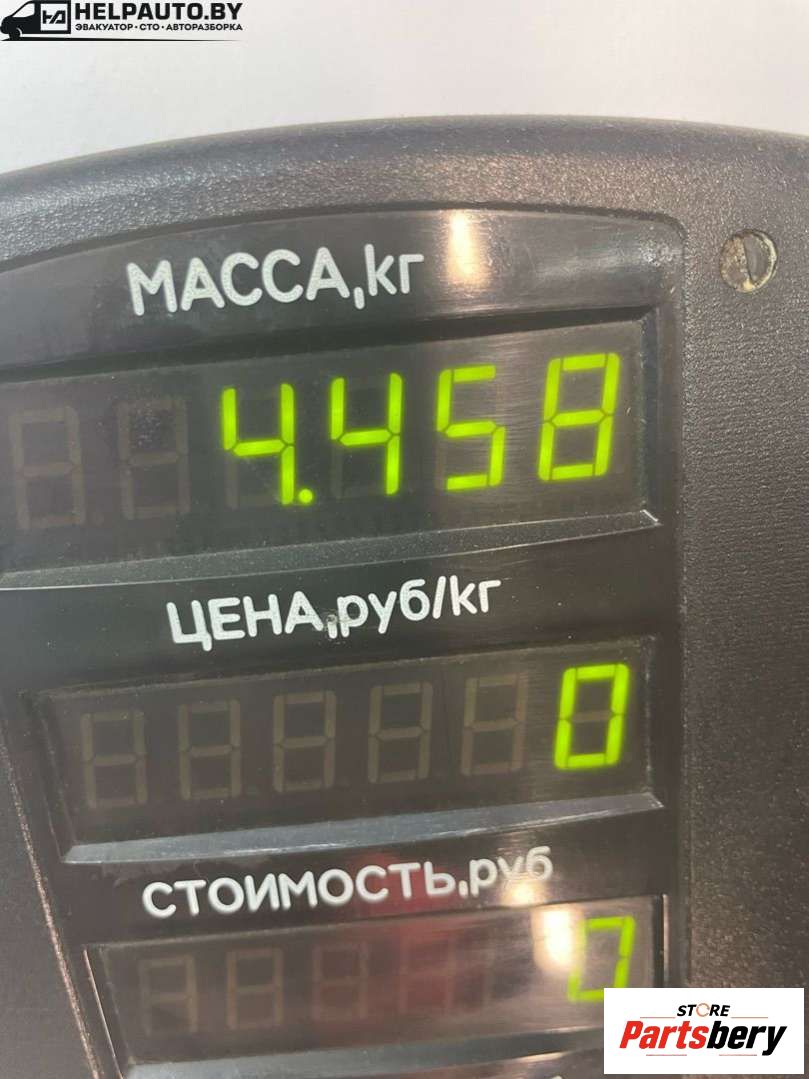 HELPAUTO.BY
ЭВАКУАТОР • СТО • АВТОРАЗБОРКА
МАССА,кг
4.458
ЦЕНА,руб/кг
0
СТОИМОСТЬ,руб
0
STORE
Partsbery